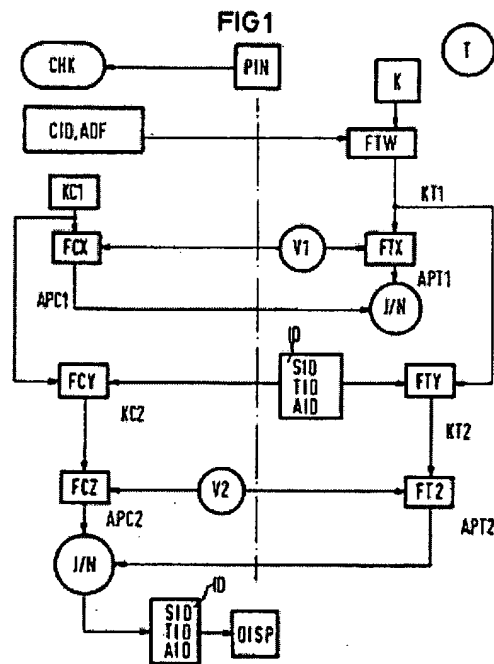 FIG1
T
CHK
PIN
K
CID, ADF
FTW
KC1
KT1
FCX
V1
FTX
APC1
APT1
J/N
ID
SID
TID
AID
FCY
FTY
KC2
KT2
FCZ
V2
FT2
APC2
APT2
J/N
ID
SID
TID
AID
DISP